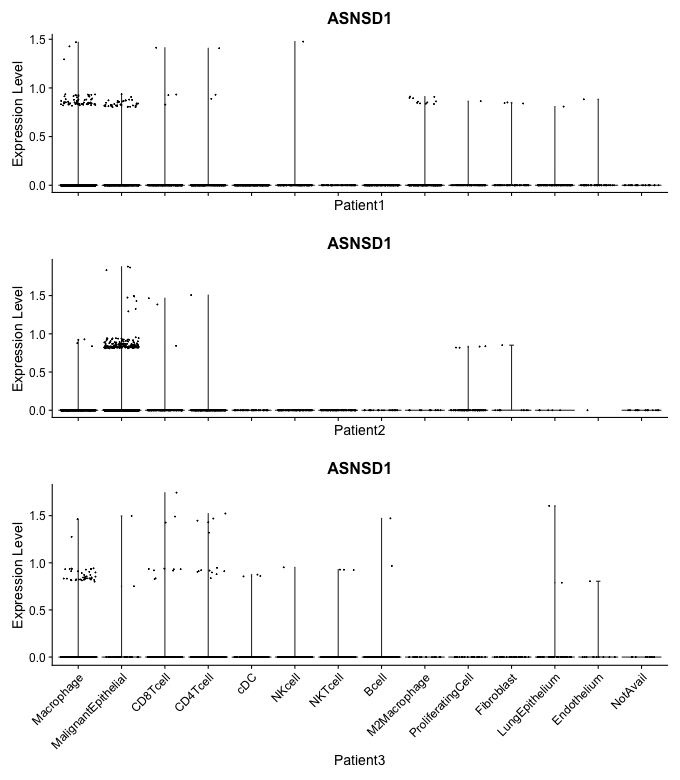 ASNSD1
Expression Level
1.5
1.0
0.5
0.0
Patient1
ASNSD1
Expression Level
1.5
1.0
0.5
0.0
Patient2
ASNSD1
Expression Level
1.5
1.0
0.5
0.0
Macrophage
MalignantEpithelial
CD8Tcell
CD4Tcell
cDC
NKcell
NKTcell
Bcell
M2Macrophage
ProliferatingCell
Fibroblast
LungEpithelium
Endothelium
NotAvail
Patient3